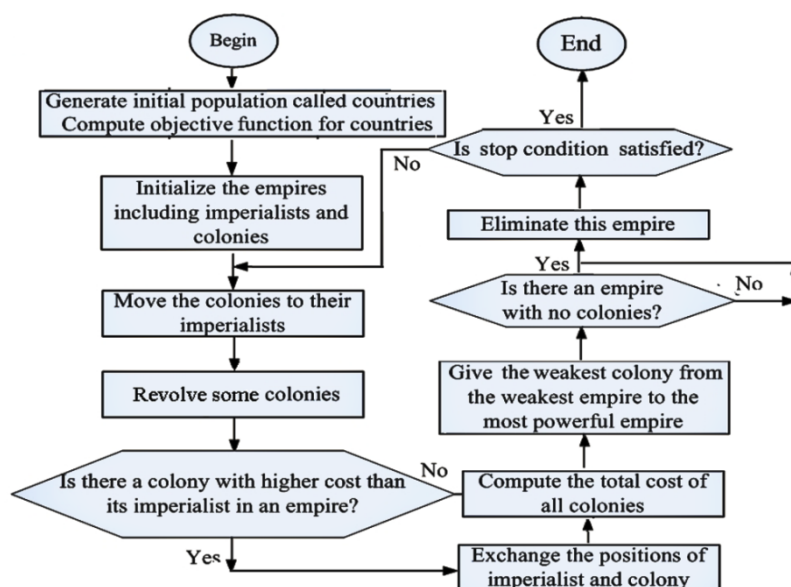 Begin
Generate initial population called countries
Compute objective function for countries
Initialize the empires
including imperialists and
colonies
Move the colonies to their
imperialists
Revolve some colonies
Is there a colony with higher cost than
its imperialist in an empire?
No
Yes
Exchange the positions of
imperialist and colony
Compute the total cost of
all colonies
Give the weakest colony from
the weakest empire to the
most powerful empire
Is there an empire
with no colonies?
No
Yes
Eliminate this empire
Is stop condition satisfied?
No
Yes
End